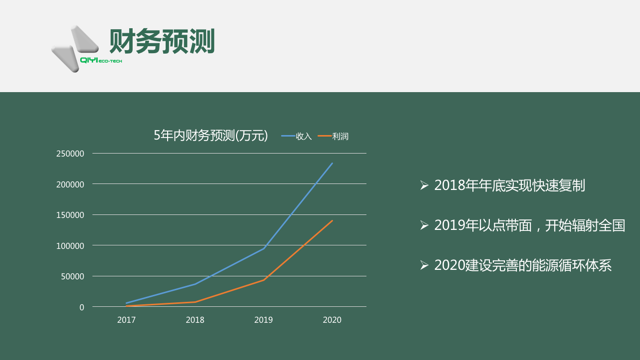 财务预测
QIYI ECO-TECH
5年内财务预测(万元)
收入
利润
250000
200000
150000
100000
50000
0
2017
2018
2019
2020
➢ 2018年年底实现快速复制
➢ 2019年以点带面，开始辐射全国
➢ 2020建设完善的能源循环体系